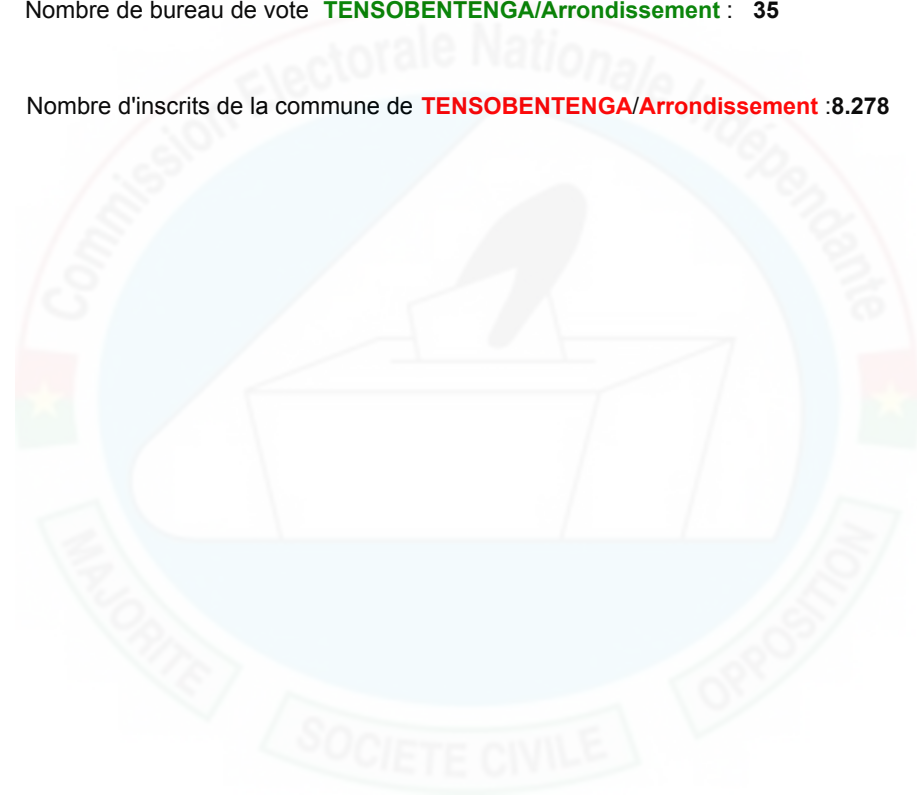 Nombre de bureau de vote TENSOBENTENGA/Arrondissement : 35
Nombre d'inscrits de la commune de TENSOBENTENGA/Arrondissement :8.278
Commission Electorale Nationale Indépendante
MAJORITE
SOCIETE CIVILE
OPPOSITION